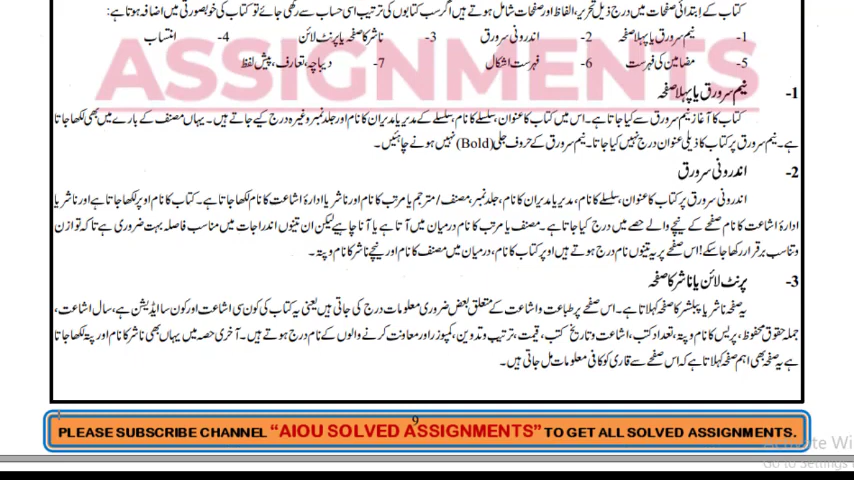 کتاب کے ابتدائی صفحات میں درج ذیل تحریر، الفاظ اور صفحات شامل ہوتے ہیں اگر سب کتابوں کی ترتیب اسی حساب سے رکھی جائے تو کتاب کی خوبصورتی میں اضافہ ہوتا ہے:
1- نیم سرورق یا پہلا صفحہ 2- اندرونی سرورق 3- ناشر کا صفحہ یا پرنٹ لائن 4- انتساب
5- مضامین کی فہرست 6- فہرست اشکال 7- دیباچہ، تعارف، پیش لفظ
ASSIGNMENTS
1- نیم سرورق یا پہلا صفحہ
کتاب کا آغاز نیم سرورق سے کیا جاتا ہے۔ اس میں کتاب کا عنوان، سلسلے کا نام، سلسلے کے مدیر یا مدیران کا نام اور جلد نمبر وغیرہ درج کیے جاتے ہیں۔ یہاں مصنف کے بارے میں بھی لکھا جاتا
ہے۔ نیم سرورق پر کتاب کا ذیلی عنوان درج نہیں کیا جاتا۔ نیم سرورق کے حروف جلی (Bold) نہیں ہونے چاہئیں۔
2- اندرونی سرورق
اندرونی سرورق پر کتاب کا عنوان، سلسلے کا نام، مدیر یا مدیران کا نام، جلد نمبر، مصنف/ مترجم یا مرتب کا نام اور ناشر یا ادارۂ اشاعت کا نام لکھا جاتا ہے۔ کتاب کا نام اوپر لکھا جاتا ہے اور ناشر یا
ادارۂ اشاعت کا نام صفحے کے نیچے والے حصے میں درج کیا جاتا ہے۔ مصنف یا مرتب کا نام درمیان میں آتا ہے یا آنا چاہیے لیکن ان تینوں اندراجات میں مناسب فاصلہ بہت ضروری ہے تا کہ توازن
و تناسب برقرار رکھا جا سکے! اس صفحے پر یہ تینوں نام درج ہوتے ہیں اوپر کتاب کا نام، درمیان میں مصنف کا نام اور نیچے ناشر کا نام و پتہ۔
3- پرنٹ لائن یا ناشر کا صفحہ
یہ صفحہ ناشر یا پبلشر کا صفحہ کہلاتا ہے۔ اس صفحے پر طباعت و اشاعت کے متعلق بعض ضروری معلومات درج کی جاتی ہیں یعنی یہ کتاب کی کون سی اشاعت اور کون سا ایڈیشن ہے، سال اشاعت،
جملہ حقوق محفوظ، پریس کا نام و پتہ، تعداد کتب، اشاعت و تاریخ کتب، قیمت، ترتیب و تدوین، کمپوزر اور معاونت کرنے والوں کے نام درج ہوتے ہیں۔ آخری حصہ میں یہاں بھی ناشر کا نام اور پتہ لکھا جاتا
ہے یہ صفحہ بھی اہم صفحہ کہلاتا ہے کہ اس صفحے سے قاری کو کافی معلومات مل جاتی ہیں۔
9
PLEASE SUBSCRIBE CHANNEL “AIOU SOLVED ASSIGNMENTS” TO GET ALL SOLVED ASSIGNMENTS.
Activate Wi
Go to Settings